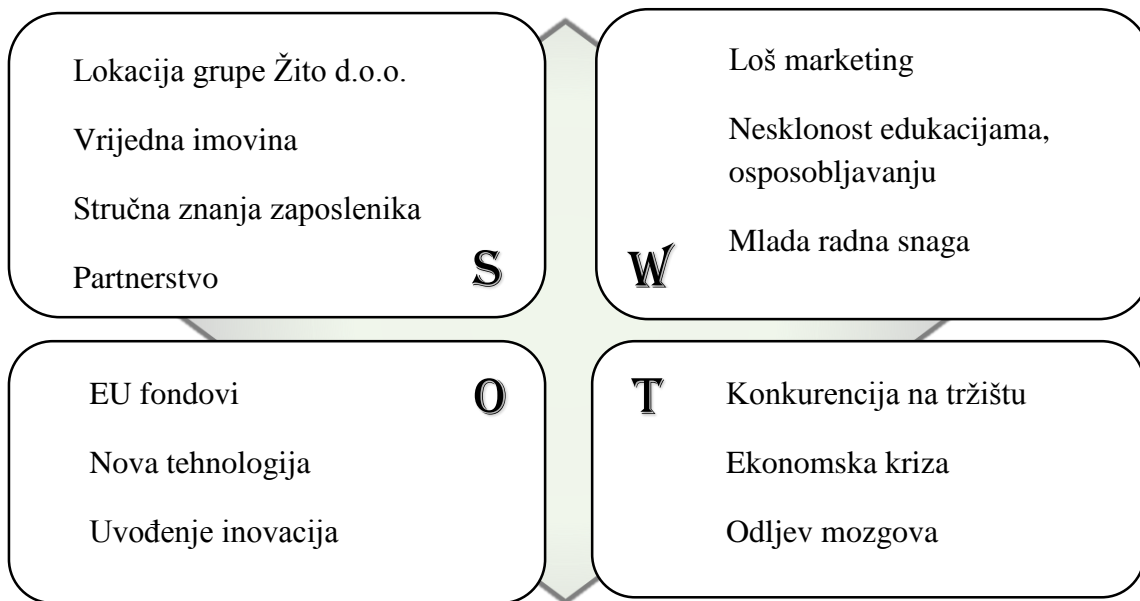 Lokacija grupe Žito d.o.o.
Vrijedna imovina
Stručna znanja zaposlenika
Partnerstvo
S
Loš marketing
Nesklonost edukacijama,
osposobljavanju
Mlada radna snaga
W
EU fondovi
O
Nova tehnologija
Uvođenje inovacija
T
Konkurencija na tržištu
Ekonomska kriza
Odljev mozgova